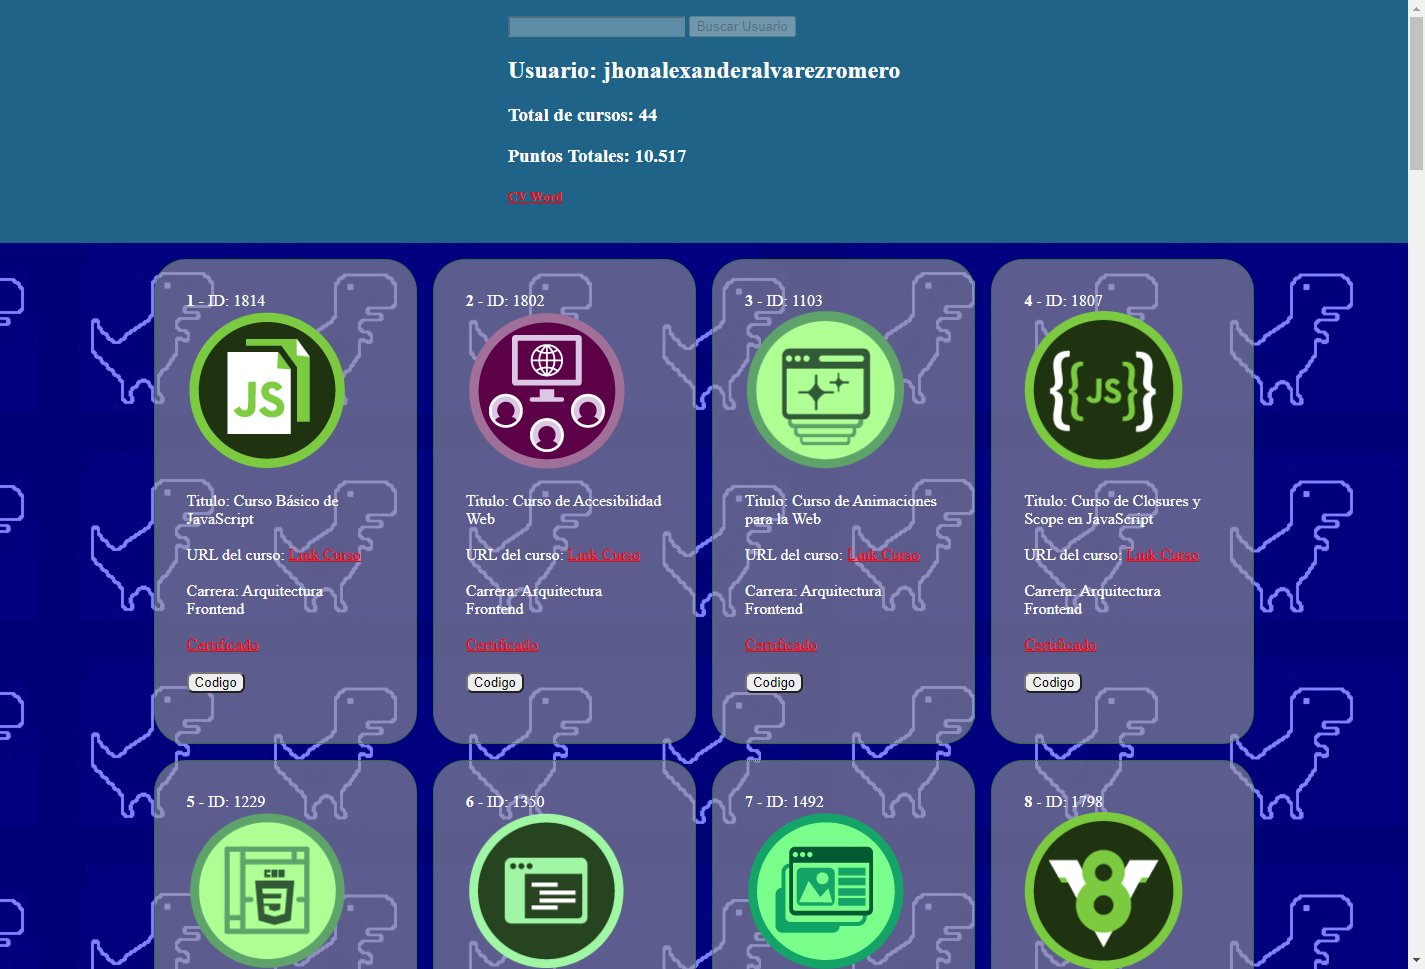 Buscar Usuario
Usuario: jhonalexanderalvarezromero
Total de cursos: 44
Puntos Totales: 10.517
CV Word
1 - ID: 1814
JS
Titulo: Curso Básico de
JavaScript
URL del curso: Link Curso
Carrera: Arquitectura
Frontend
Certificado
Codigo
2 - ID: 1802
Titulo: Curso de Accesibilidad
Web
URL del curso: Link Curso
Carrera: Arquitectura
Frontend
Certificado
Codigo
3 - ID: 1103
Titulo: Curso de Animaciones
para la Web
URL del curso: Link Curso
Carrera: Arquitectura
Frontend
Certificado
Codigo
4 - ID: 1807
{{JS}}
Titulo: Curso de Closures y
Scope en JavaScript
URL del curso: Link Curso
Carrera: Arquitectura
Frontend
Certificado
Codigo
5 - ID: 1229
CSS
3
6 - ID: 1350
7 - ID: 1492
8 - ID: 1798
V8